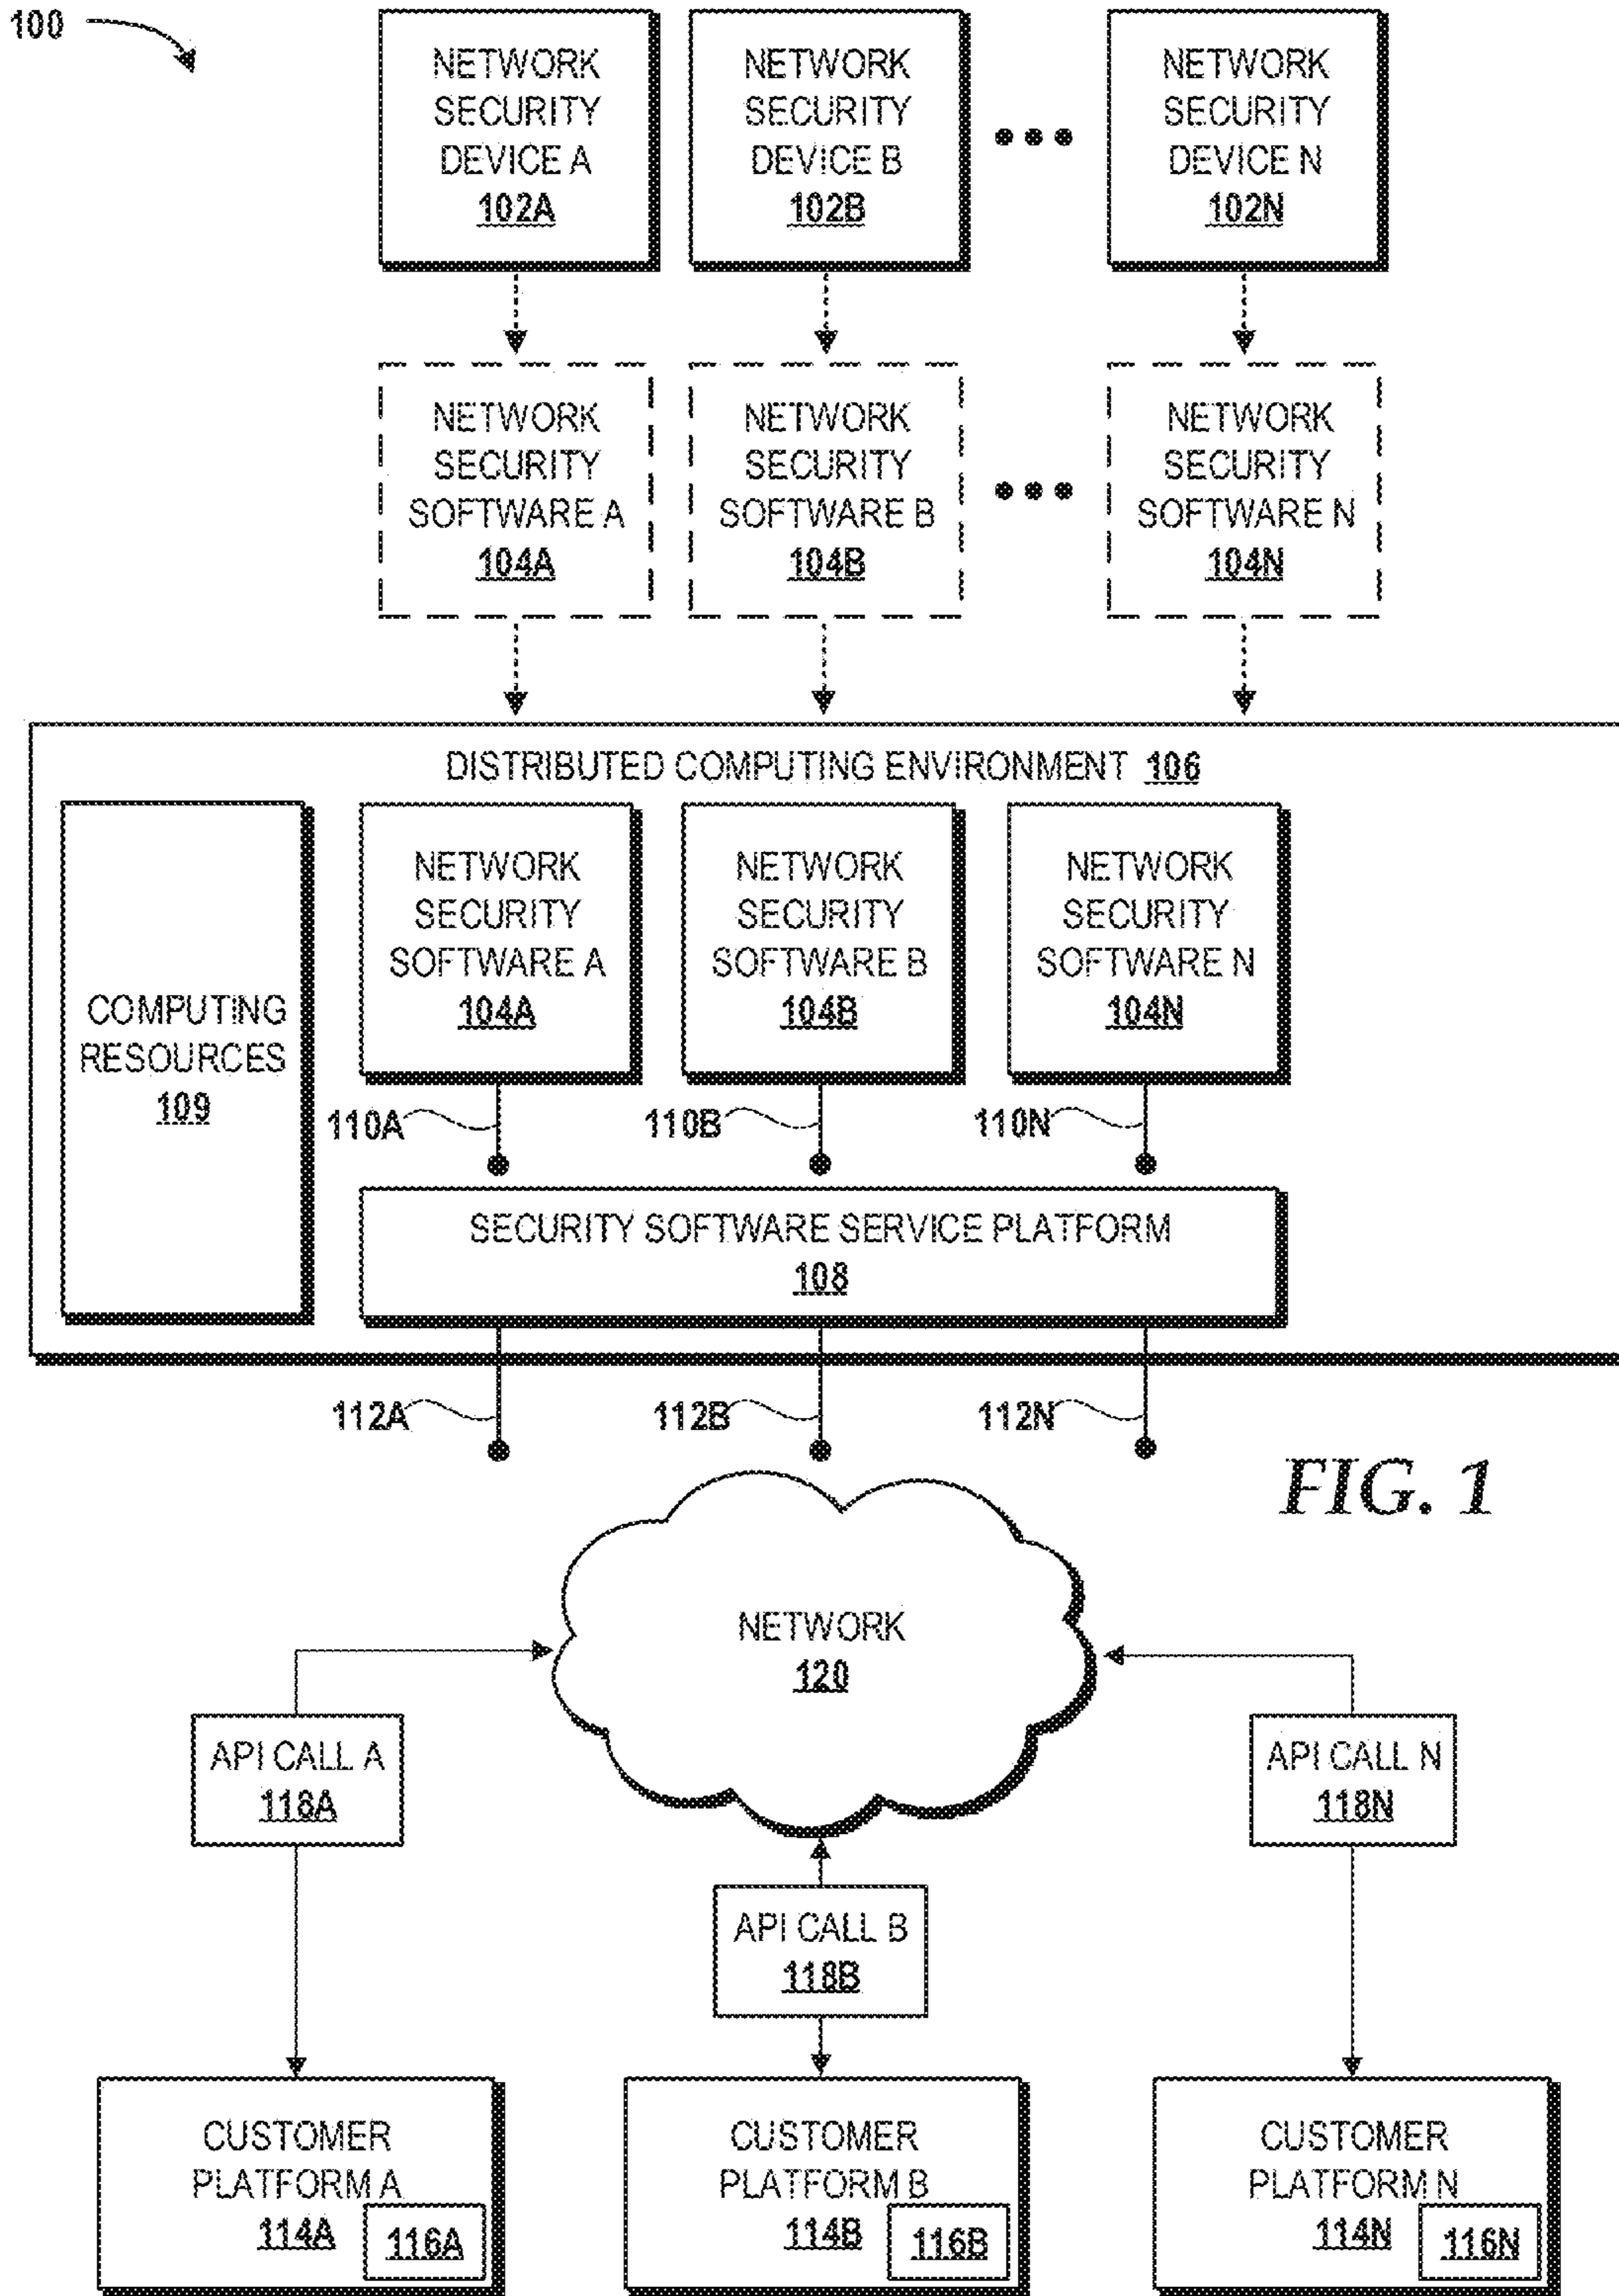 100
NETWORK
SECURITY
DEVICE A
102A
NETWORK
SECURITY
DEVICE B
102B
NETWORK
SECURITY
DEVICE N
102N
NETWORK
SECURITY
SOFTWARE A
104A
NETWORK
SECURITY
SOFTWARE B
104B
NETWORK
SECURITY
SOFTWARE N
104N
DISTRIBUTED COMPUTING ENVIRONMENT 106
COMPUTING
RESOURCES
109
NETWORK
SECURITY
SOFTWARE A
104A
NETWORK
SECURITY
SOFTWARE B
104B
NETWORK
SECURITY
SOFTWARE N
104N
110A
110B
110N
SECURITY SOFTWARE SERVICE PLATFORM
108
112A
112B
112N
FIG. 1
NETWORK
120
API CALL A
118A
API CALL B
118B
API CALL N
118N
CUSTOMER
PLATFORM A
114A
116A
CUSTOMER
PLATFORM B
114B
116B
CUSTOMER
PLATFORM N
114N
116N